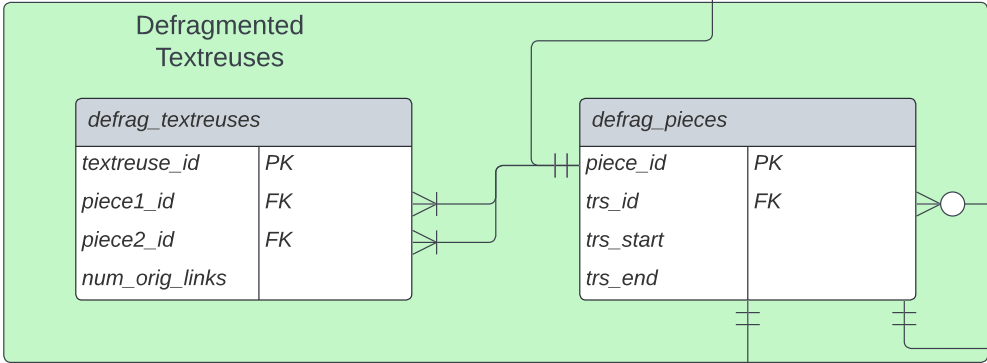 Defragmented
Textreuses
defrag_textreuses
textreuse_id PK
piece1_id FK
piece2_id FK
num_orig_links
defrag_pieces
piece_id PK
trs_id FK
trs_start
trs_end